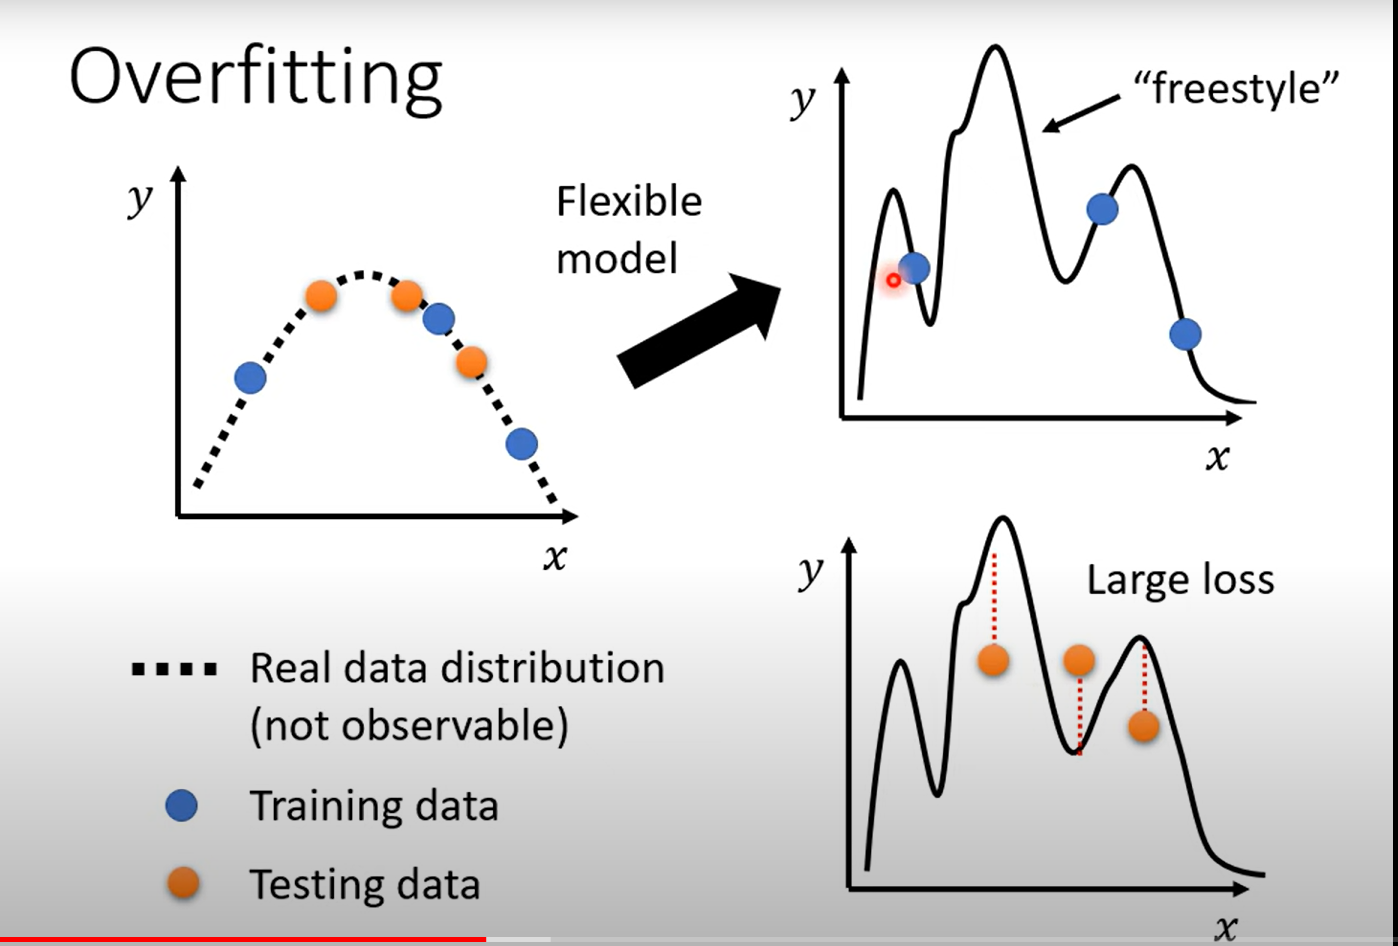 Overfitting
y
x
Flexible
model
y
“freestyle”
x
y
Large loss
x
Real data distribution
(not observable)
Training data
Testing data